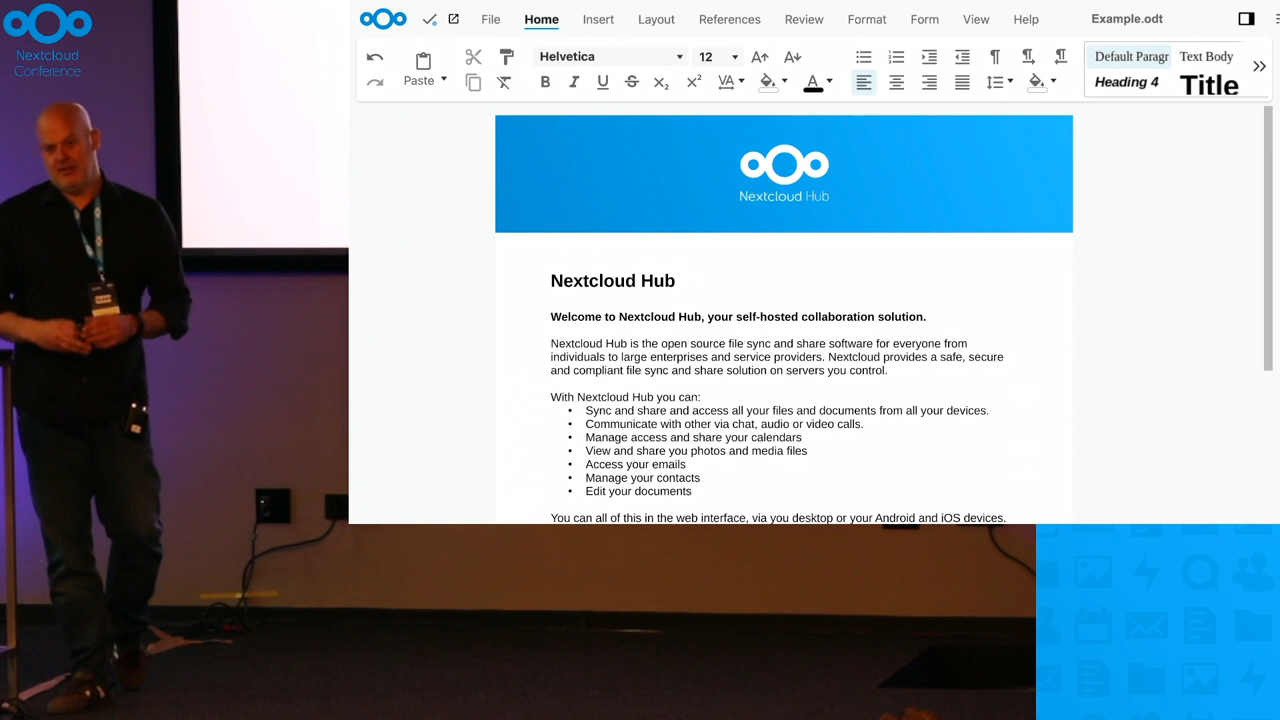 Nextcloud
Conference
File Home Insert Layout References Review Format Form View Help Example.odt
Paste Helvetica 12 Default Paragr Text Body
B I U S X₂ X² VA A Heading 4 Title
Nextcloud Hub
Nextcloud Hub
Welcome to Nextcloud Hub, your self-hosted collaboration solution.
Nextcloud Hub is the open source file sync and share software for everyone from
individuals to large enterprises and service providers. Nextcloud provides a safe, secure
and compliant file sync and share solution on servers you control.
With Nextcloud Hub you can:
• Sync and share and access all your files and documents from all your devices.
• Communicate with other via chat, audio or video calls.
• Manage access and share your calendars
• View and share you photos and media files
• Access your emails
• Manage your contacts
• Edit your documents
You can all of this in the web interface, via you desktop or your Android and iOS devices.